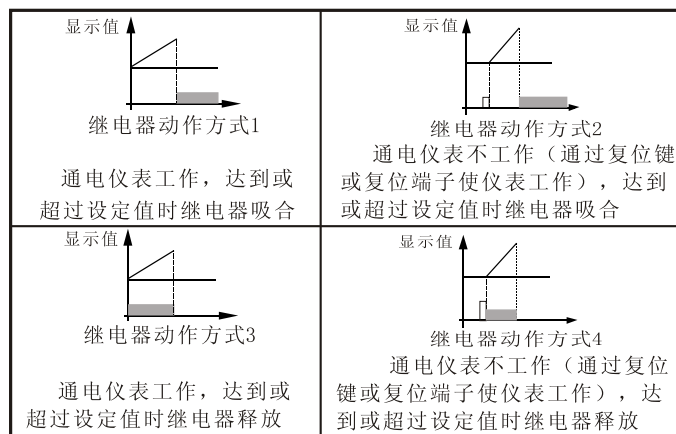 显示值
继电器动作方式1
通电仪表工作，达到或
超过设定值时继电器吸合
显示值
继电器动作方式2
通电仪表不工作（通过复位键
或复位端子使仪表工作），达到
或超过设定值时继电器吸合
显示值
继电器动作方式3
通电仪表工作，达到或
超过设定值时继电器释放
显示值
继电器动作方式4
通电仪表不工作（通过复位
键或复位端子使仪表工作），达
到或超过设定值时继电器释放